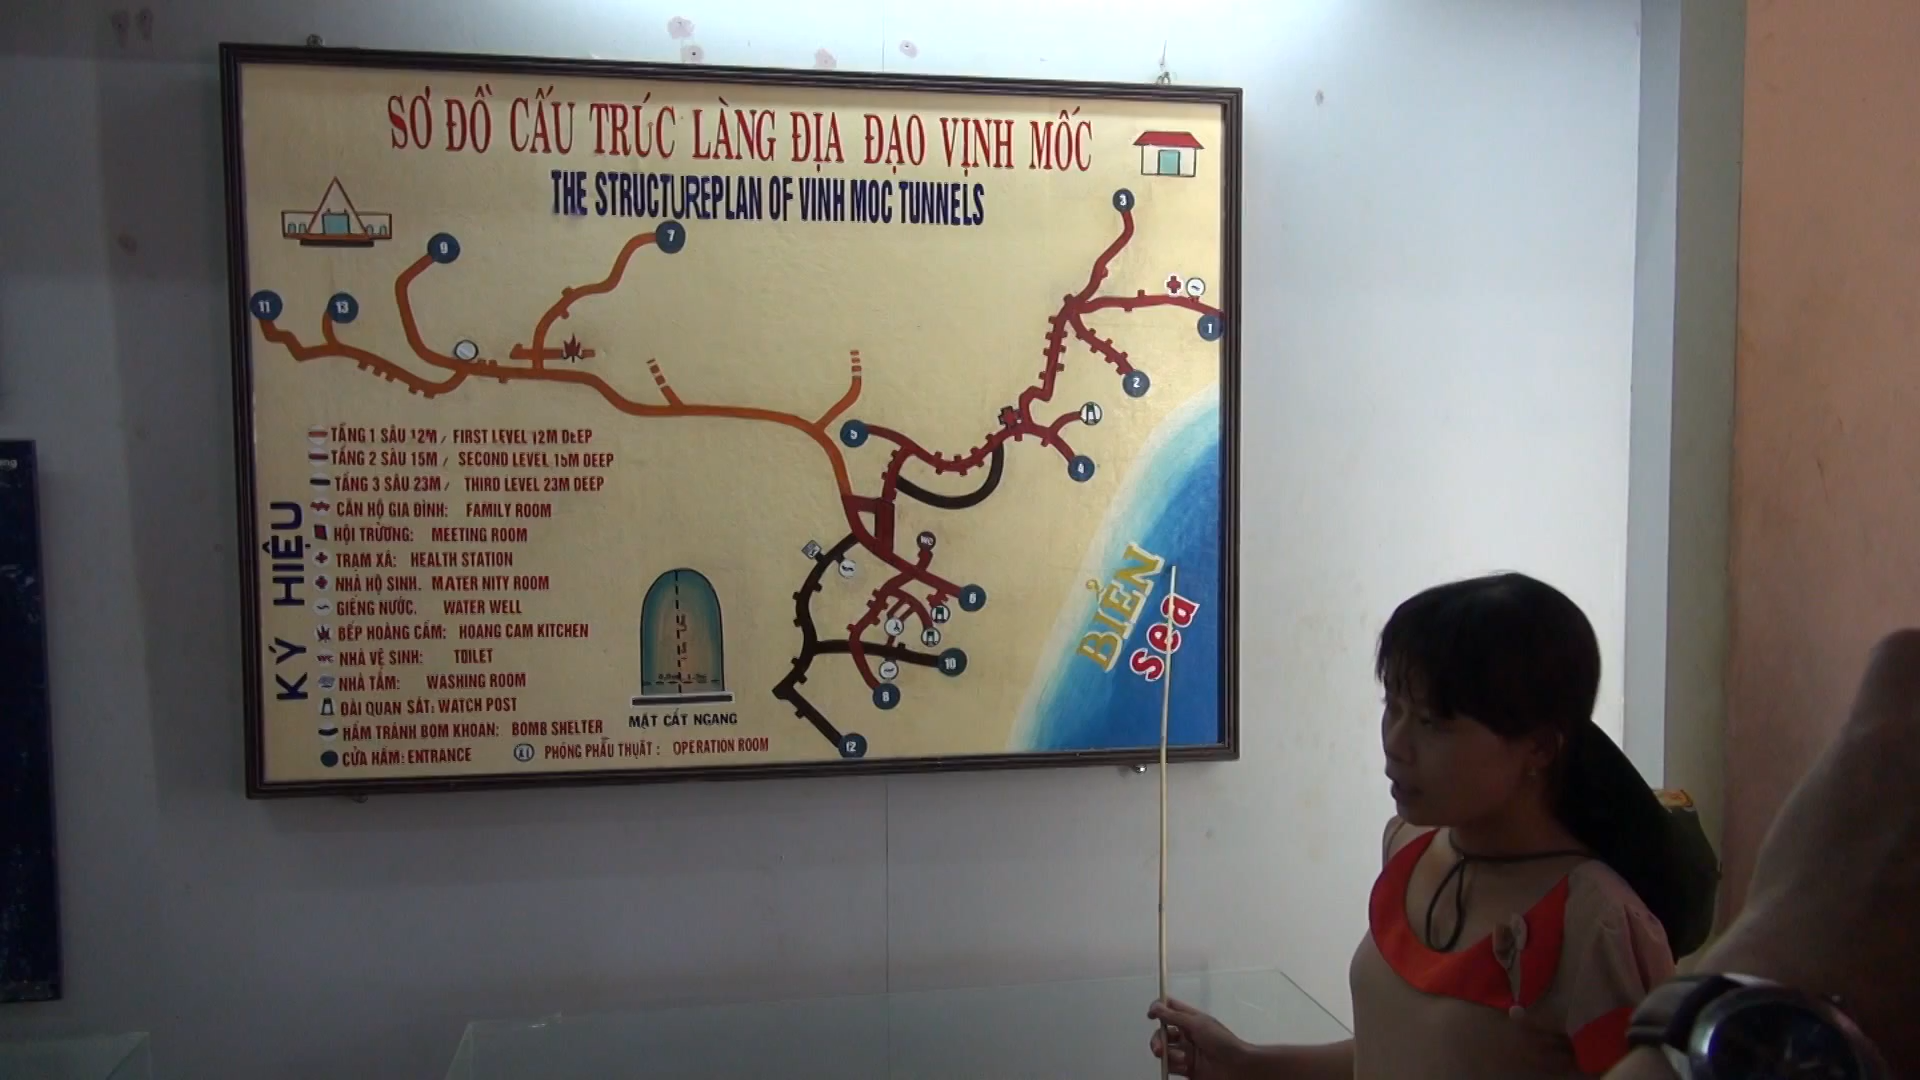 SƠ ĐỒ CẤU TRÚC LÀNG ĐỊA ĐẠO VỊNH MỐC
THE STRUCTUREPLAN OF VINH MOC TUNNELS
3
9
7
11
13
1
2
5
4
KÝ HIỆU
TẦNG 1 SÂU 12M / FIRST LEVEL 12M DEEP
TẦNG 2 SÂU 15M / SECOND LEVEL 15M DEEP
TẦNG 3 SÂU 23M / THIRD LEVEL 23M DEEP
CĂN HỘ GIA ĐÌNH: FAMILY ROOM
HỘI TRƯỜNG: MEETING ROOM
TRẠM XÁ: HEALTH STATION
NHÀ HỘ SINH. MATER NITY ROOM
GIẾNG NƯỚC. WATER WELL
BẾP HOÀNG CẦM: HOANG CAM KITCHEN
WC NHÀ VỆ SINH: TOILET
NHÀ TẮM: WASHING ROOM
ĐÀI QUAN SÁT: WATCH POST
HẦM TRÁNH BOM KHOAN: BOMB SHELTER
CỬA HẦM: ENTRANCE
PHÒNG PHẪU THUẬT: OPERATION ROOM
MẶT CẮT NGANG
WC
6
10
8
12
BIỂN
Sea